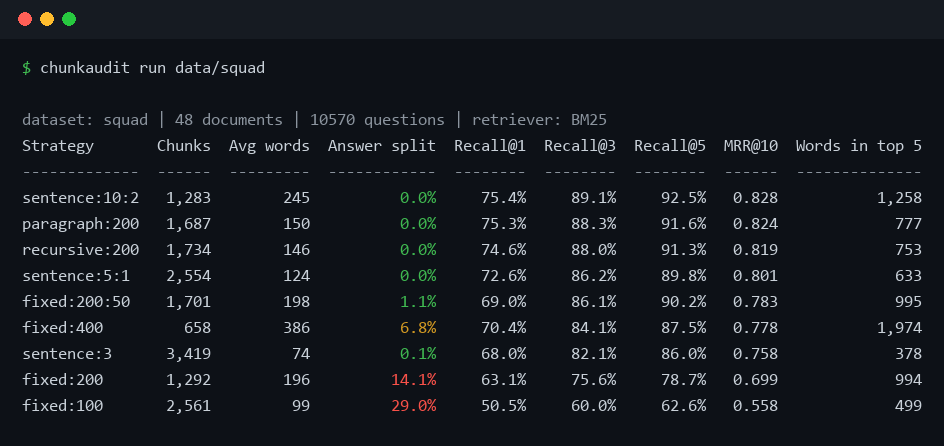 $ chunkaudit run data/squad
dataset: squad | 48 documents | 10570 questions | retriever: BM25
Strategy Chunks Avg words Answer split Recall@1 Recall@3 Recall@5 MRR@10 Words in top 5
------------- ------ --------- ------------ -------- -------- -------- ------ --------------
sentence:10:2 1,283 245 0.0% 75.4% 89.1% 92.5% 0.828 1,258
paragraph:200 1,687 150 0.0% 75.3% 88.3% 91.6% 0.824 777
recursive:200 1,734 146 0.0% 74.6% 88.0% 91.3% 0.819 753
sentence:5:1 2,554 124 0.0% 72.6% 86.2% 89.8% 0.801 633
fixed:200:50 1,701 198 1.1% 69.0% 86.1% 90.2% 0.783 995
fixed:400 658 386 6.8% 70.4% 84.1% 87.5% 0.778 1,974
sentence:3 3,419 74 0.1% 68.0% 82.1% 86.0% 0.758 378
fixed:200 1,292 196 14.1% 63.1% 75.6% 78.7% 0.699 994
fixed:100 2,561 99 29.0% 50.5% 60.0% 62.6% 0.558 499